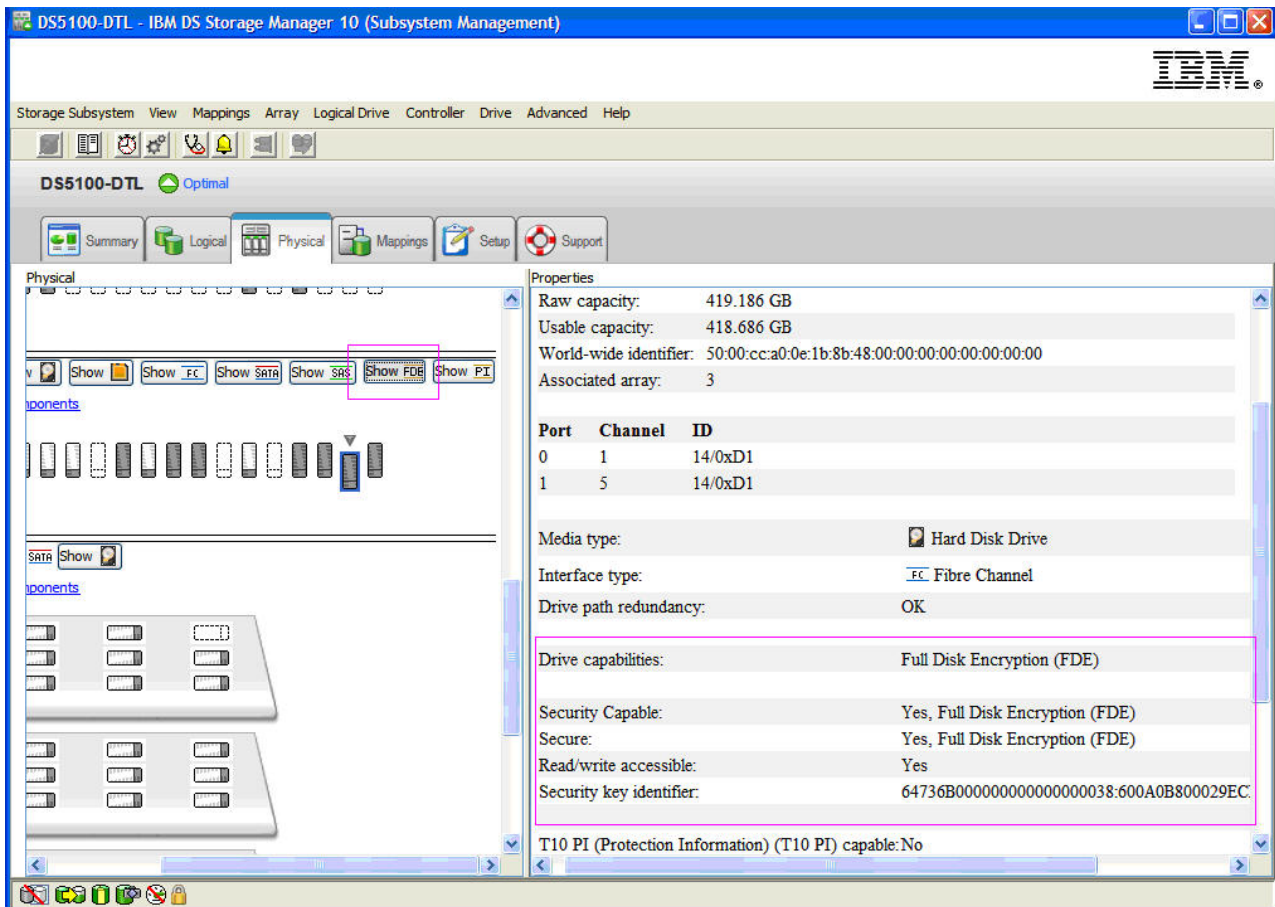 DS5100-DTL - IBM DS Storage Manager 10 (Subsystem Management)
IBM®
Storage Subsystem View Mappings Array Logical Drive Controller Drive Advanced Help
DS5100-DTL Optimal
Summary Logical Physical Mappings Setup Support
Physical
Show Show FC Show SATA Show SAS Show FDE Show PI
SATA Show
Properties
Raw capacity: 419.186 GB
Usable capacity: 418.686 GB
World-wide identifier: 50:00:cc:a0:0e:1b:8b:48:00:00:00:00:00:00:00:00
Associated array: 3
Port Channel ID
0 1 14/0xD1
1 5 14/0xD1
Media type: Hard Disk Drive
Interface type: FC Fibre Channel
Drive path redundancy: OK
Drive capabilities: Full Disk Encryption (FDE)
Security Capable: Yes, Full Disk Encryption (FDE)
Secure: Yes, Full Disk Encryption (FDE)
Read/write accessible: Yes
Security key identifier: 64736B000000000000000038:600A0B800029EC
T10 PI (Protection Information) (T10 PI) capable: No